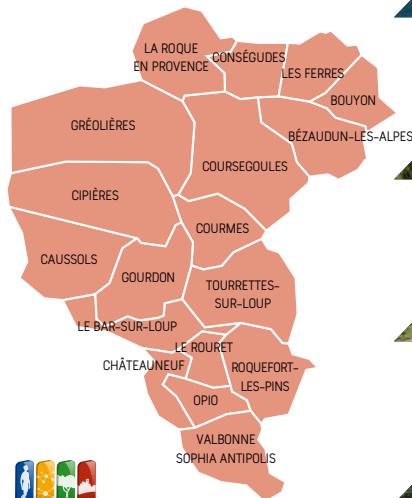 LA ROQUE
EN PROVENCE
CONSÉGUDES
LES FERRES
BOUYON
GRÉOLIÈRES
BÉZAUDUN-LES-ALPES
COURSEGOULES
CIPIÈRES
COURMES
CAUSSOLS
GOURDON
TOURRETTES-
SUR-LOUP
LE BAR-SUR-LOUP
LE ROURET
CHÂTEAUNEUF
ROQUEFORT-
LES-PINS
OPIO
VALBONNE
SOPHIA ANTIPOLIS